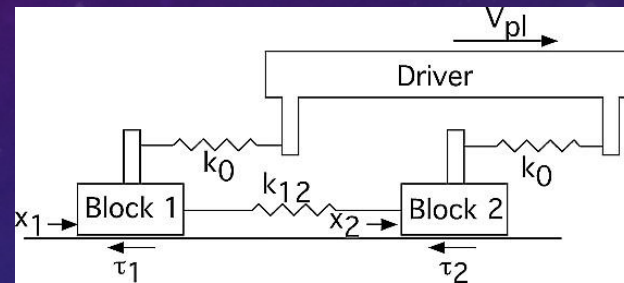 V_pl
Driver
k_0
k_0
k_12
Block 1
Block 2
x_1
x_2
τ_1
τ_2